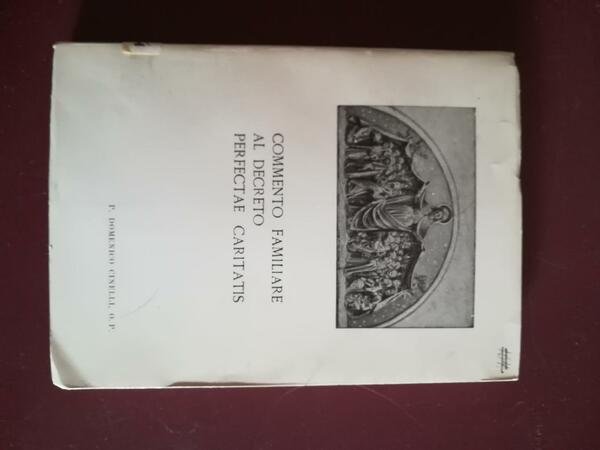 COMMENTO FAMILIARE
AL DECRETO
PERFECTAE CARITATIS
P. DOMENICO CINELLI, O. P.